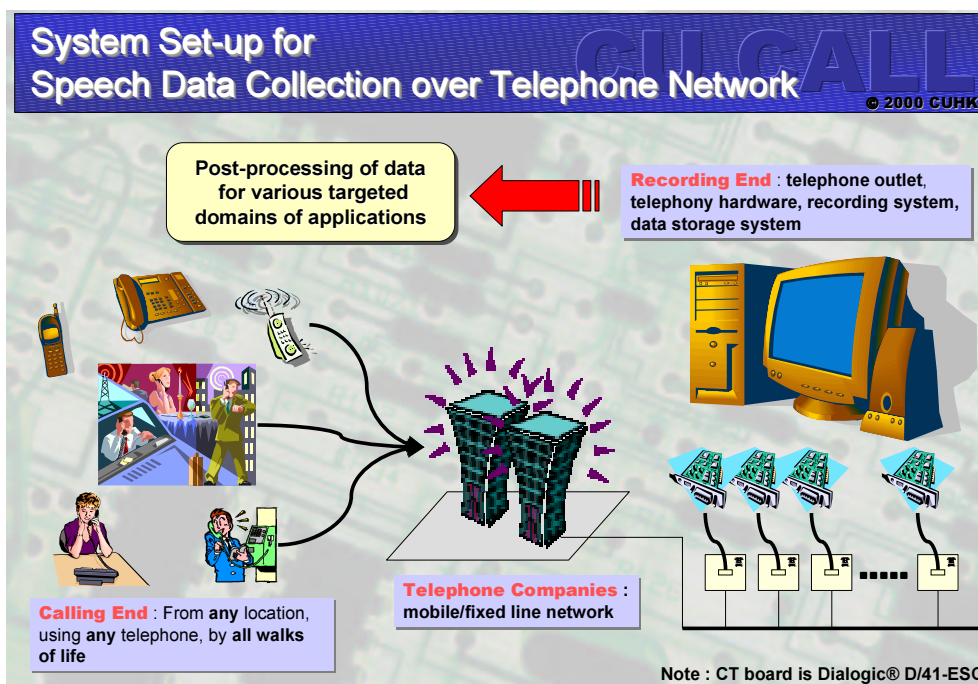 System Set-up for
Speech Data Collection over Telephone Network
CU CALL
© 2000 CUHK
Post-processing of data
for various targeted
domains of applications
Recording End : telephone outlet,
telephony hardware, recording system,
data storage system
Telephone Companies :
mobile/fixed line network
Calling End : From any location,
using any telephone, by all walks
of life
Note : CT board is Dialogic® D/41-ESC